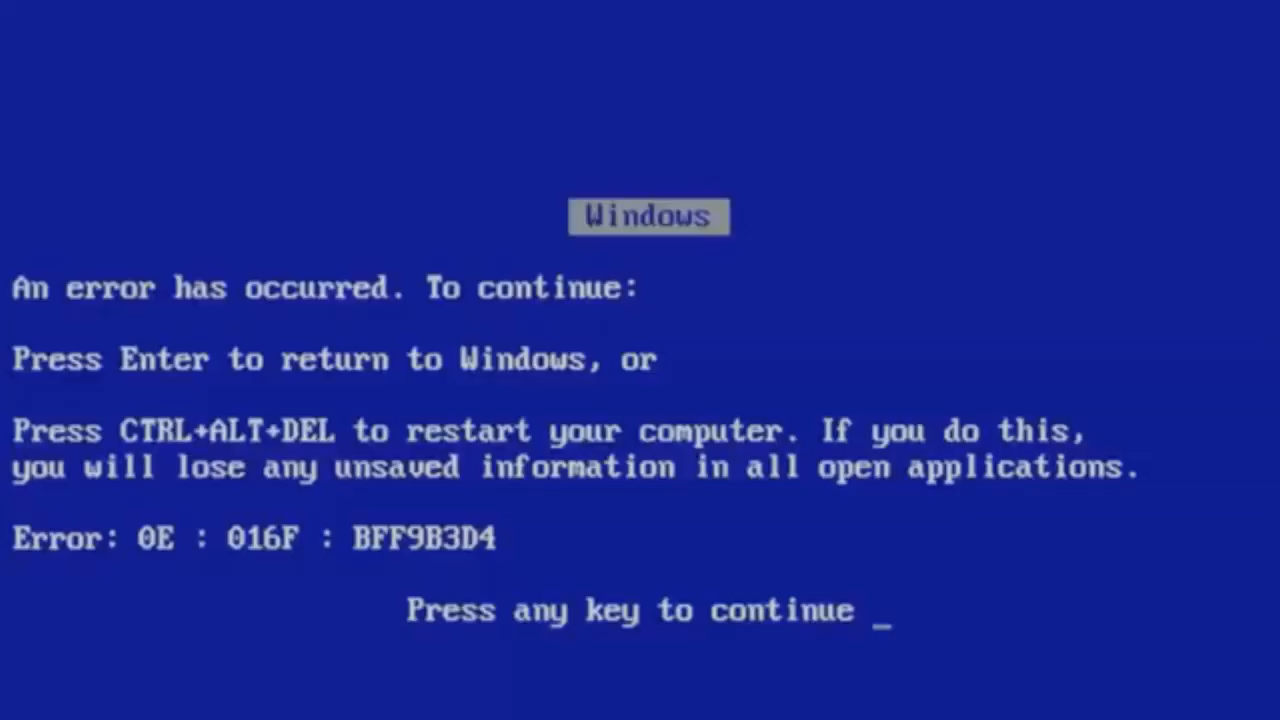 Windows
An error has occurred. To continue:
Press Enter to return to Windows, or
Press CTRL+ALT+DEL to restart your computer. If you do this,
you will lose any unsaved information in all open applications.
Error: 0E : 016F : BFF9B3D4
Press any key to continue _